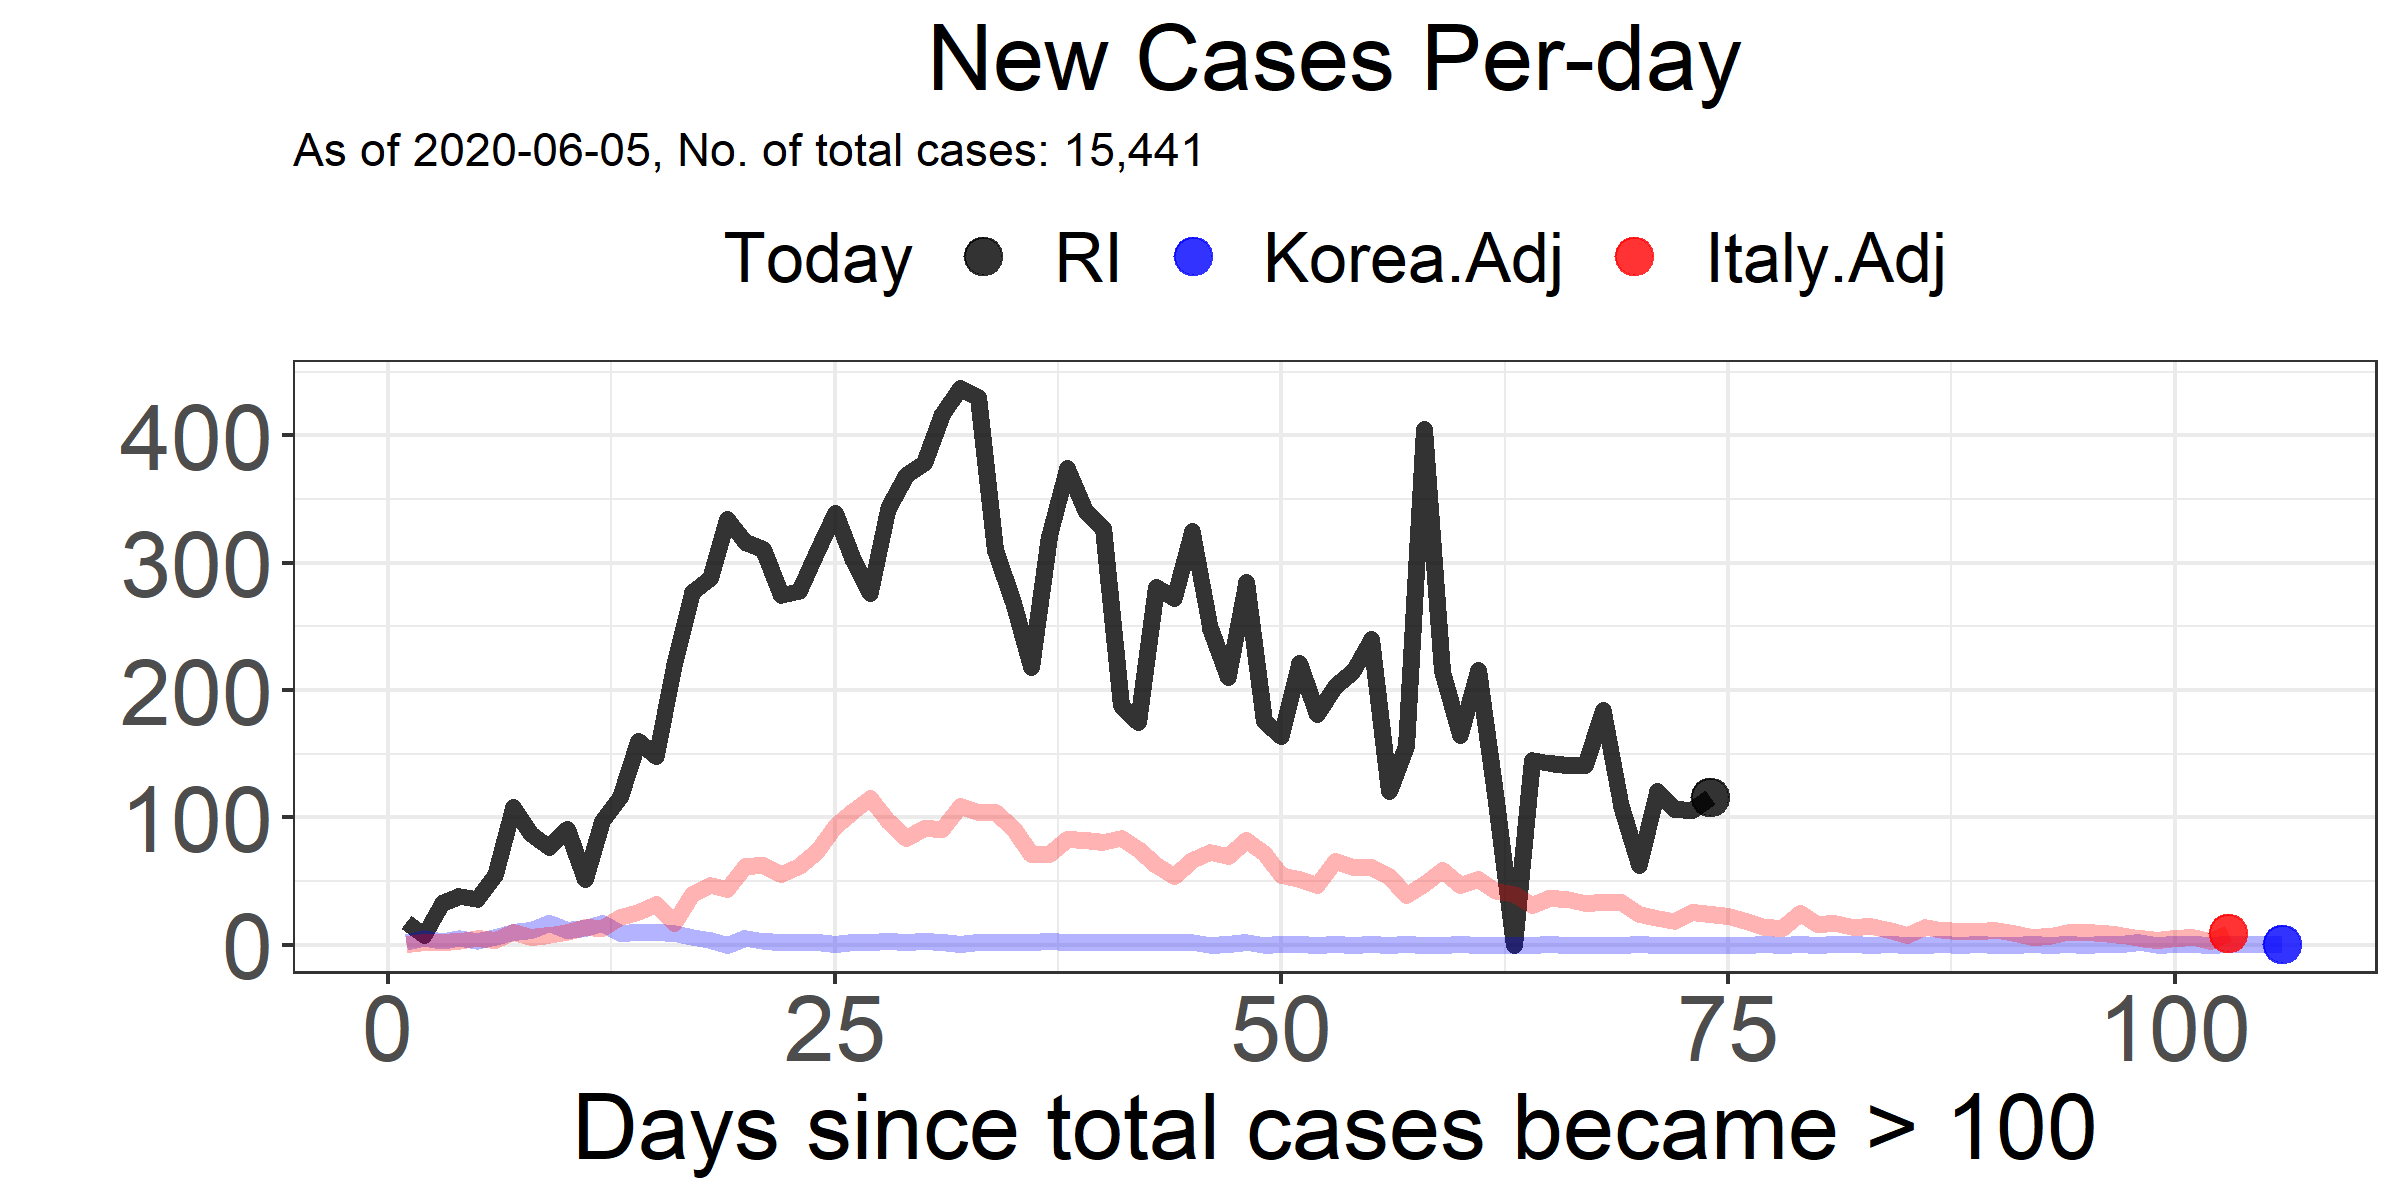 New Cases Per-day
As of 2020-06-05, No. of total cases: 15,441
Today RI Korea.Adj Italy.Adj
400
300
200
100
0
0 25 50 75 100
Days since total cases became > 100